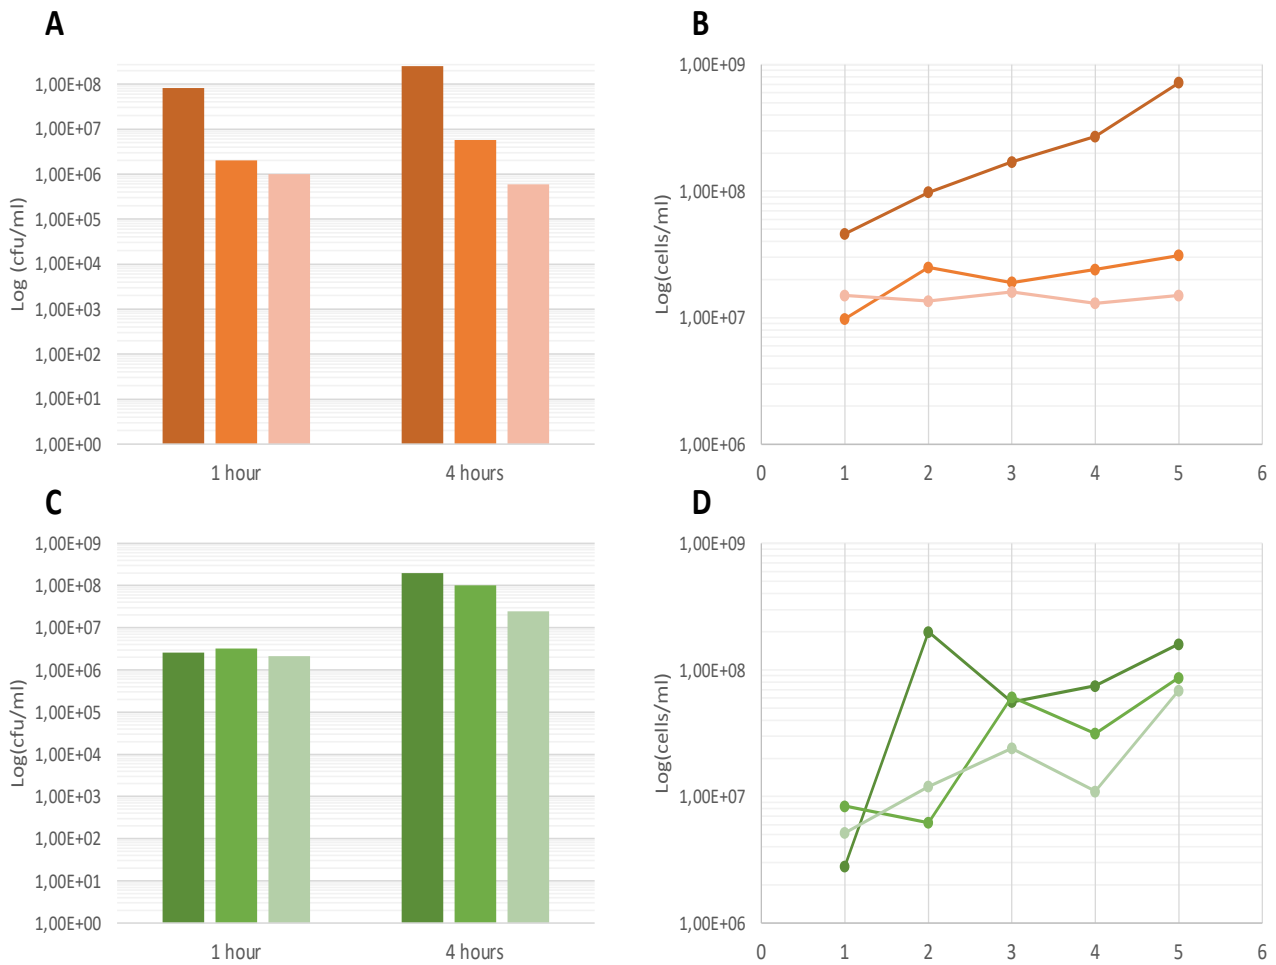 A
Log (cfu/ml)
1,00E+08
1,00E+07
1,00E+06
1,00E+05
1,00E+04
1,00E+03
1,00E+02
1,00E+01
1,00E+00
1 hour 4 hours
B
Log(cells/ml)
1,00E+09
1,00E+08
1,00E+07
1,00E+06
0 1 2 3 4 5 6
C
Log(cfu/ml)
1,00E+09
1,00E+08
1,00E+07
1,00E+06
1,00E+05
1,00E+04
1,00E+03
1,00E+02
1,00E+01
1,00E+00
1 hour 4 hours
D
Log(cells/ml)
1,00E+09
1,00E+08
1,00E+07
1,00E+06
0 1 2 3 4 5 6